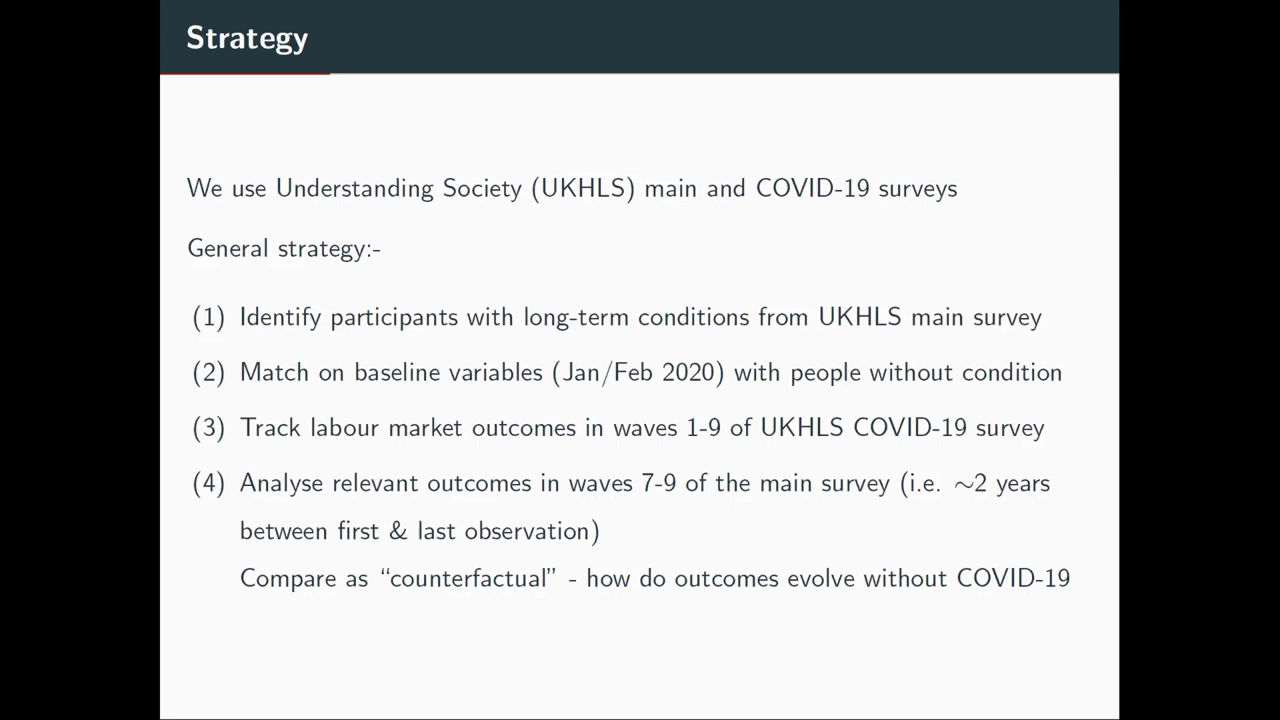 Strategy
We use Understanding Society (UKHLS) main and COVID-19 surveys
General strategy:-
(1) Identify participants with long-term conditions from UKHLS main survey
(2) Match on baseline variables (Jan/Feb 2020) with people without condition
(3) Track labour market outcomes in waves 1-9 of UKHLS COVID-19 survey
(4) Analyse relevant outcomes in waves 7-9 of the main survey (i.e. ~2 years
between first & last observation)
Compare as “counterfactual” - how do outcomes evolve without COVID-19